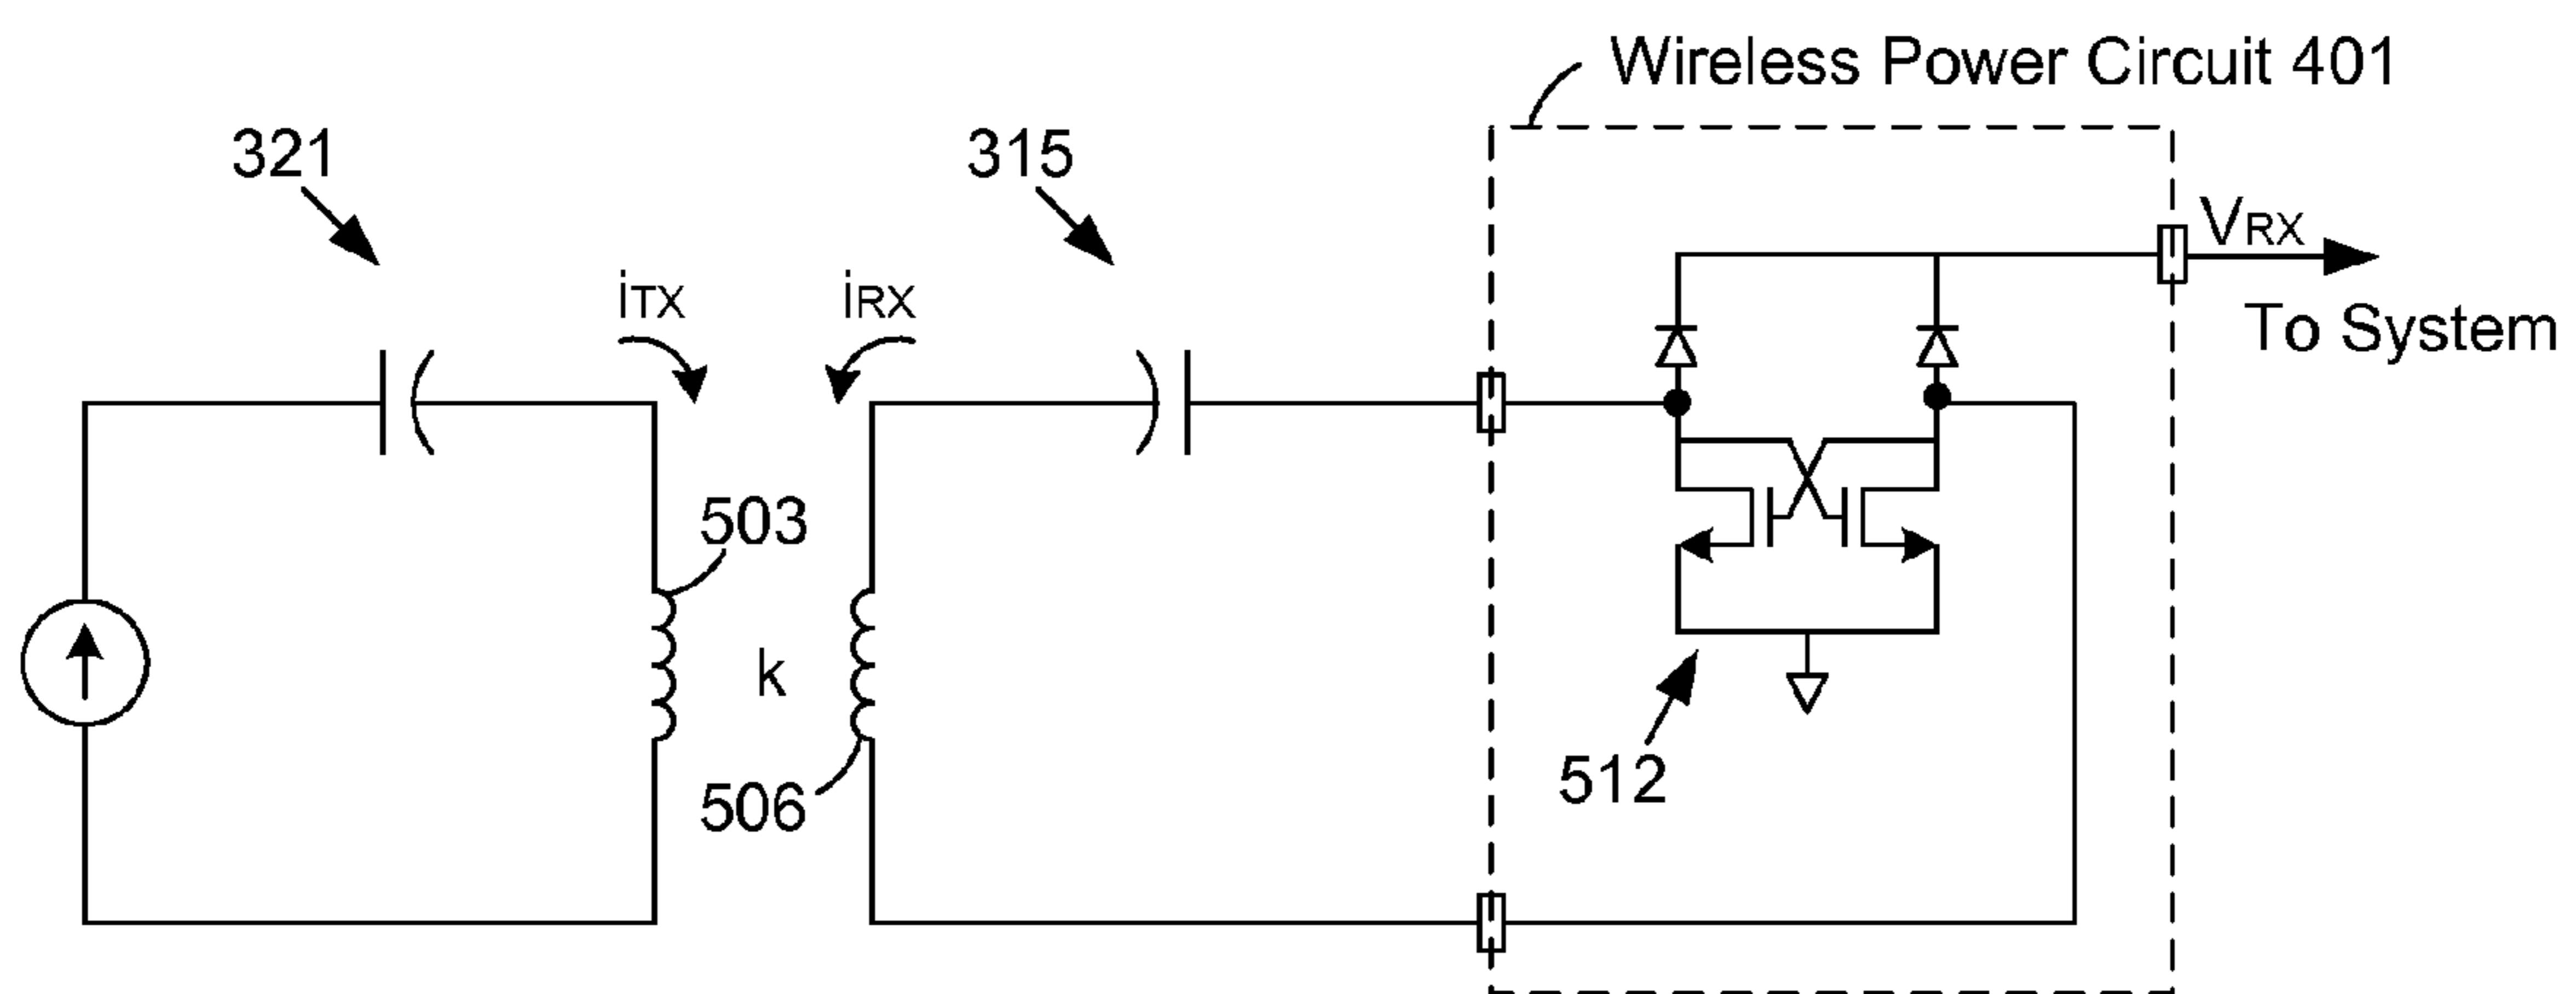 Wireless Power Circuit 401
321
315
VRX
iTX
iRX
To System
503
k
506
512